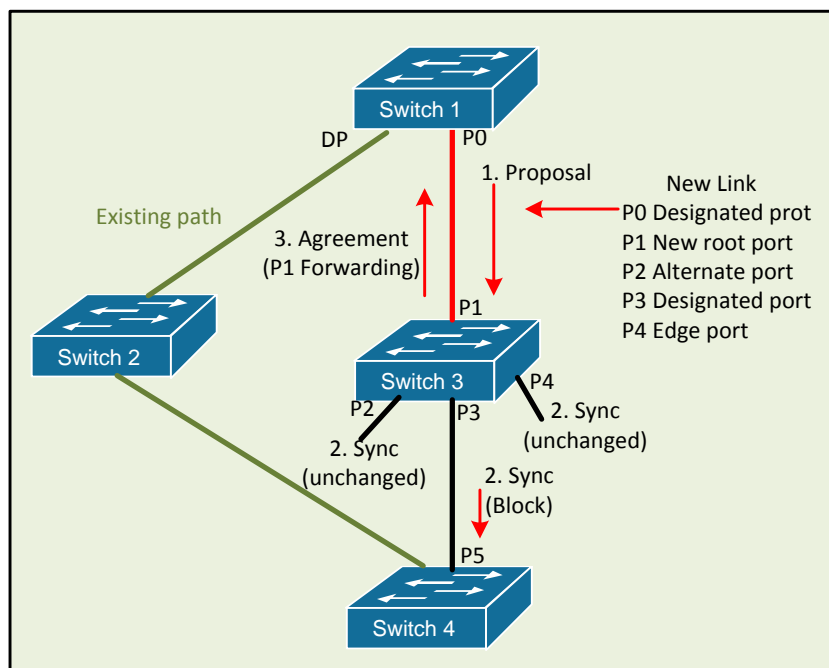 Switch 1
DP
P0
1. Proposal
New Link
P0 Designated prot
P1 New root port
P2 Alternate port
P3 Designated port
P4 Edge port
Existing path
3. Agreement
(P1 Forwarding)
P1
Switch 2
Switch 3
P4
P2
P3
2. Sync
(unchanged)
2. Sync
(unchanged)
2. Sync
(Block)
P5
Switch 4